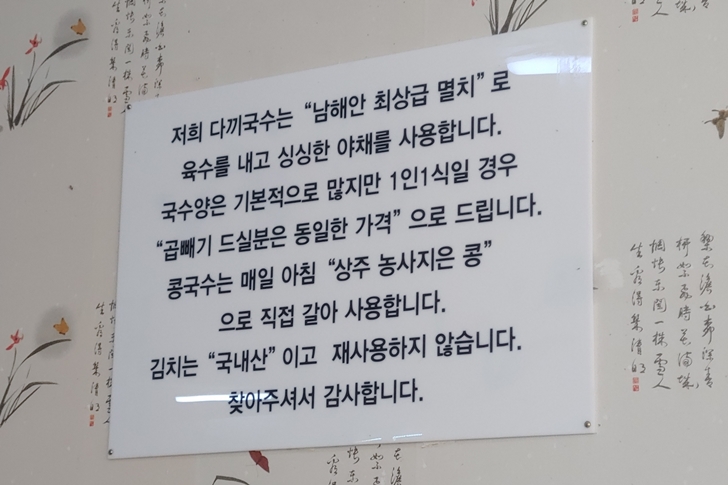 저희 다끼국수는 "남해안 최상급 멸치" 로
육수를 내고 싱싱한 야채를 사용합니다.
국수양은 기본적으로 많지만 1인1식일 경우
"곱빼기 드실분은 동일한 가격" 으로 드립니다.
콩국수는 매일 아침 "상주 농사지은 콩"
으로 직접 갈아 사용합니다.
김치는 "국내산" 이고 재사용하지 않습니다.
찾아주셔서 감사합니다.